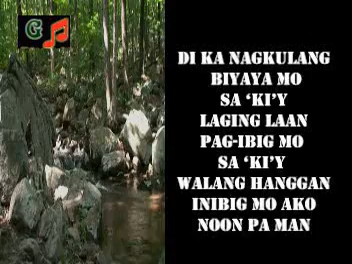 G
DI KA NAGKULANG
BIYAYA MO
SA ‘KI’Y
LAGING LAAN
PAG-IBIG MO
SA ‘KI’Y
WALANG HANGGAN
INIBIG MO AKO
NOON PA MAN